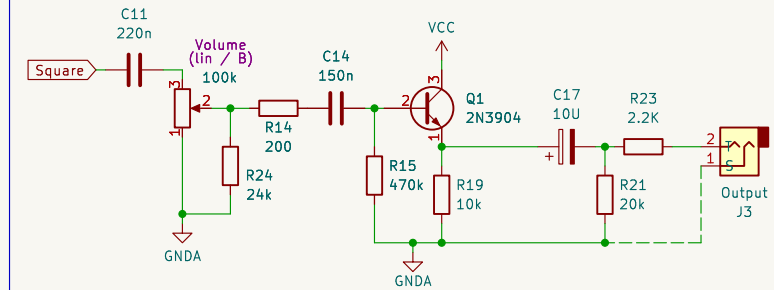 C11
220n
Square
Volume
(lin / B)
100k
3
2
1
R14
200
R24
24k
GNDA
C14
150n
R15
470k
VCC
3
2
1
Q1
2N3904
R19
10k
GNDA
C17
10U
+
R21
20k
R23
2.2K
2
T
1
S
Output
J3